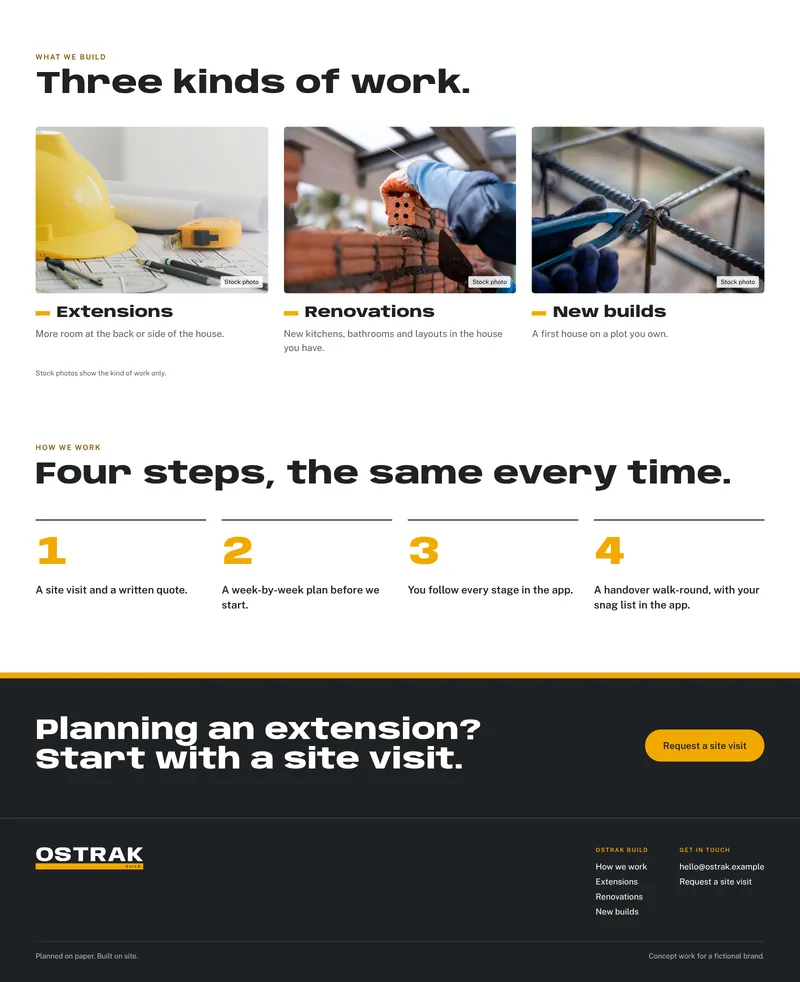 WHAT WE BUILD
Three kinds of work.
Stock photo
Stock photo
Stock photo
Extensions
More room at the back or side of the house.
Renovations
New kitchens, bathrooms and layouts in the house
you have.
New builds
A first house on a plot you own.
Stock photos show the kind of work only.
HOW WE WORK
Four steps, the same every time.
1
A site visit and a written quote.
2
A week-by-week plan before we
start.
3
You follow every stage in the app.
4
A handover walk-round, with your
snag list in the app.
Planning an extension?
Start with a site visit.
Request a site visit
OSTRAK
BUILD
OSTRAK BUILD
How we work
Extensions
Renovations
New builds
GET IN TOUCH
hello@ostrak.example
Request a site visit
Planned on paper. Built on site.
Concept work for a fictional brand.